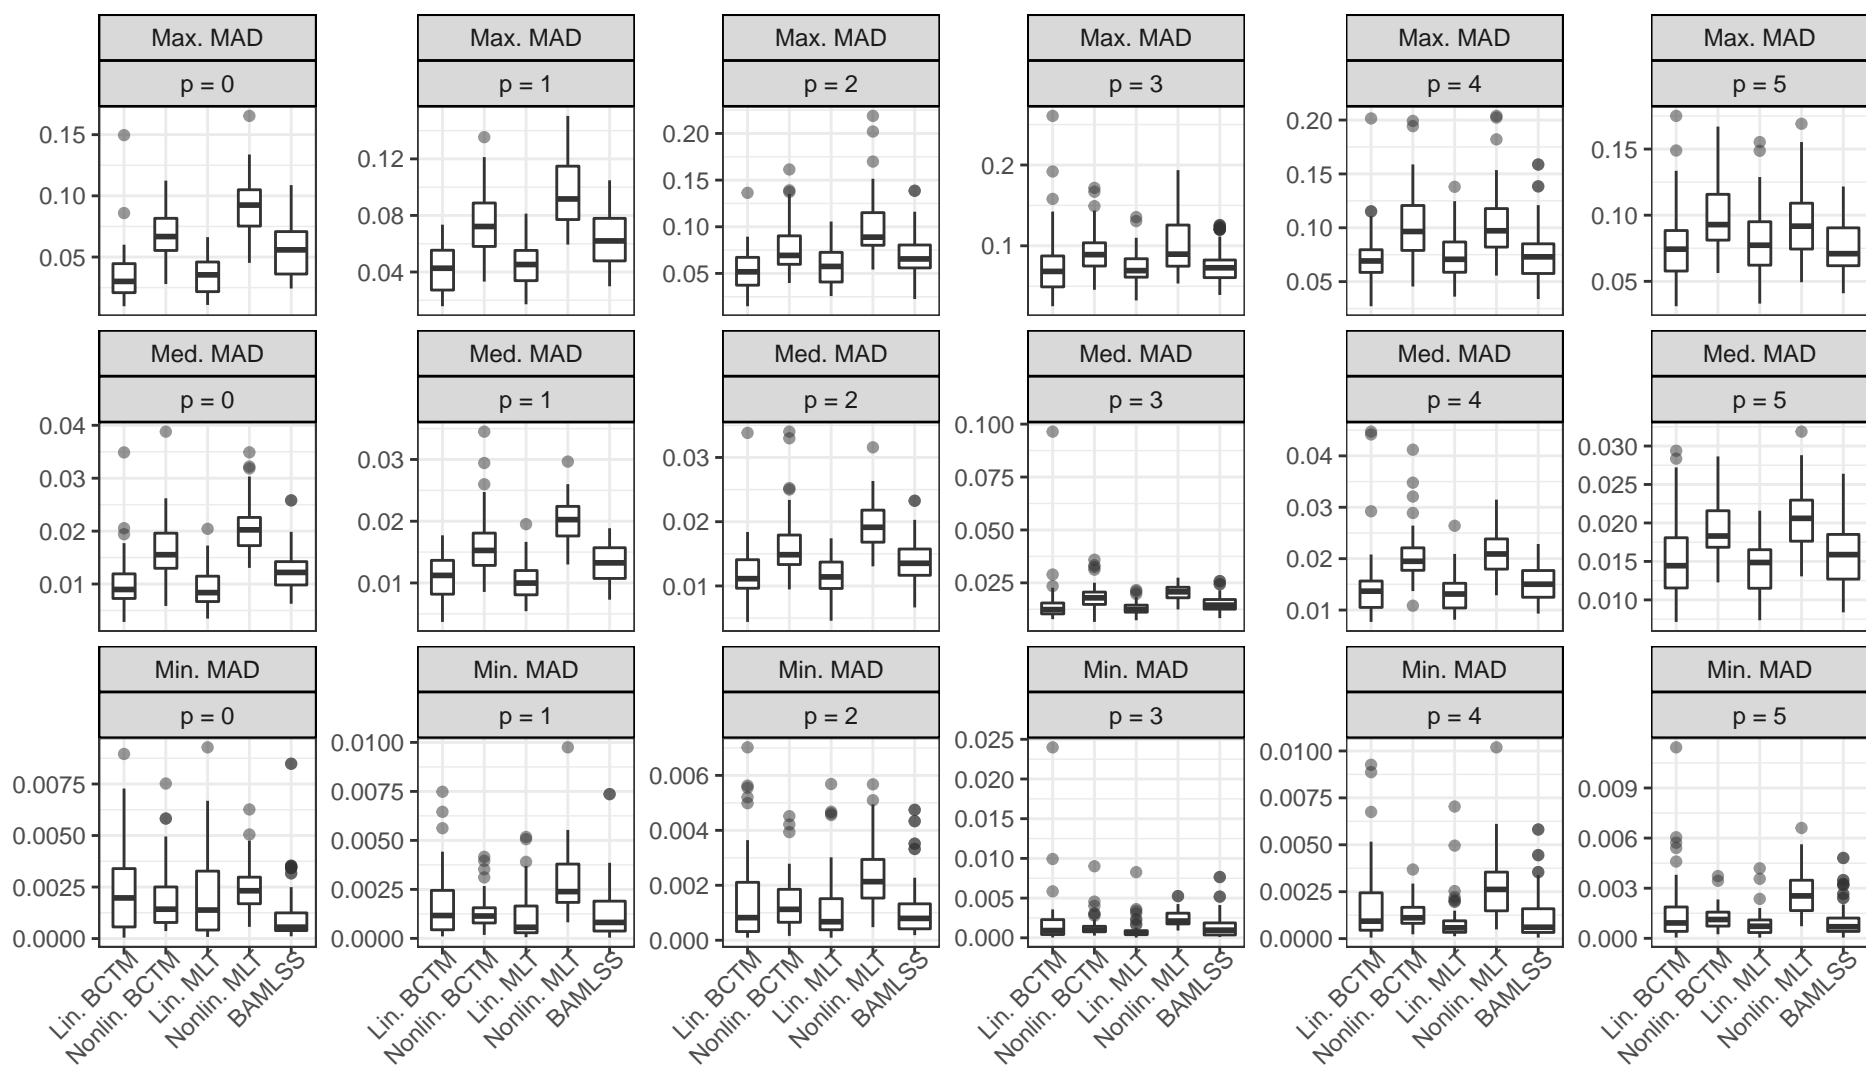 Max. MAD Max. MAD Max. MAD Max. MAD Max. MAD Max. MAD
p = 0 p = 1 p = 2 p = 3 p = 4 p = 5
0.15 0.10 0.05
0.12 0.08 0.04
0.20 0.15 0.10 0.05
0.2 0.1
0.20 0.15 0.10 0.05
0.15 0.10 0.05
Med. MAD Med. MAD Med. MAD Med. MAD Med. MAD Med. MAD
p = 0 p = 1 p = 2 p = 3 p = 4 p = 5
0.04 0.03 0.02 0.01
0.03 0.02 0.01
0.03 0.02 0.01
0.100 0.075 0.050 0.025
0.04 0.03 0.02 0.01
0.030 0.025 0.020 0.015 0.010
Min. MAD Min. MAD Min. MAD Min. MAD Min. MAD Min. MAD
p = 0 p = 1 p = 2 p = 3 p = 4 p = 5
0.0075 0.0050 0.0025 0.0000
0.0100 0.0075 0.0050 0.0025 0.0000
0.006 0.004 0.002 0.000
0.025 0.020 0.015 0.010 0.005 0.000
0.0100 0.0075 0.0050 0.0025 0.0000
0.009 0.006 0.003 0.000
Lin. BCTM Nonlin. BCTM Lin. MLT Nonlin. MLT BAMLSS
Lin. BCTM Nonlin. BCTM Lin. MLT Nonlin. MLT BAMLSS
Lin. BCTM Nonlin. BCTM Lin. MLT Nonlin. MLT BAMLSS
Lin. BCTM Nonlin. BCTM Lin. MLT Nonlin. MLT BAMLSS
Lin. BCTM Nonlin. BCTM Lin. MLT Nonlin. MLT BAMLSS
Lin. BCTM Nonlin. BCTM Lin. MLT Nonlin. MLT BAMLSS